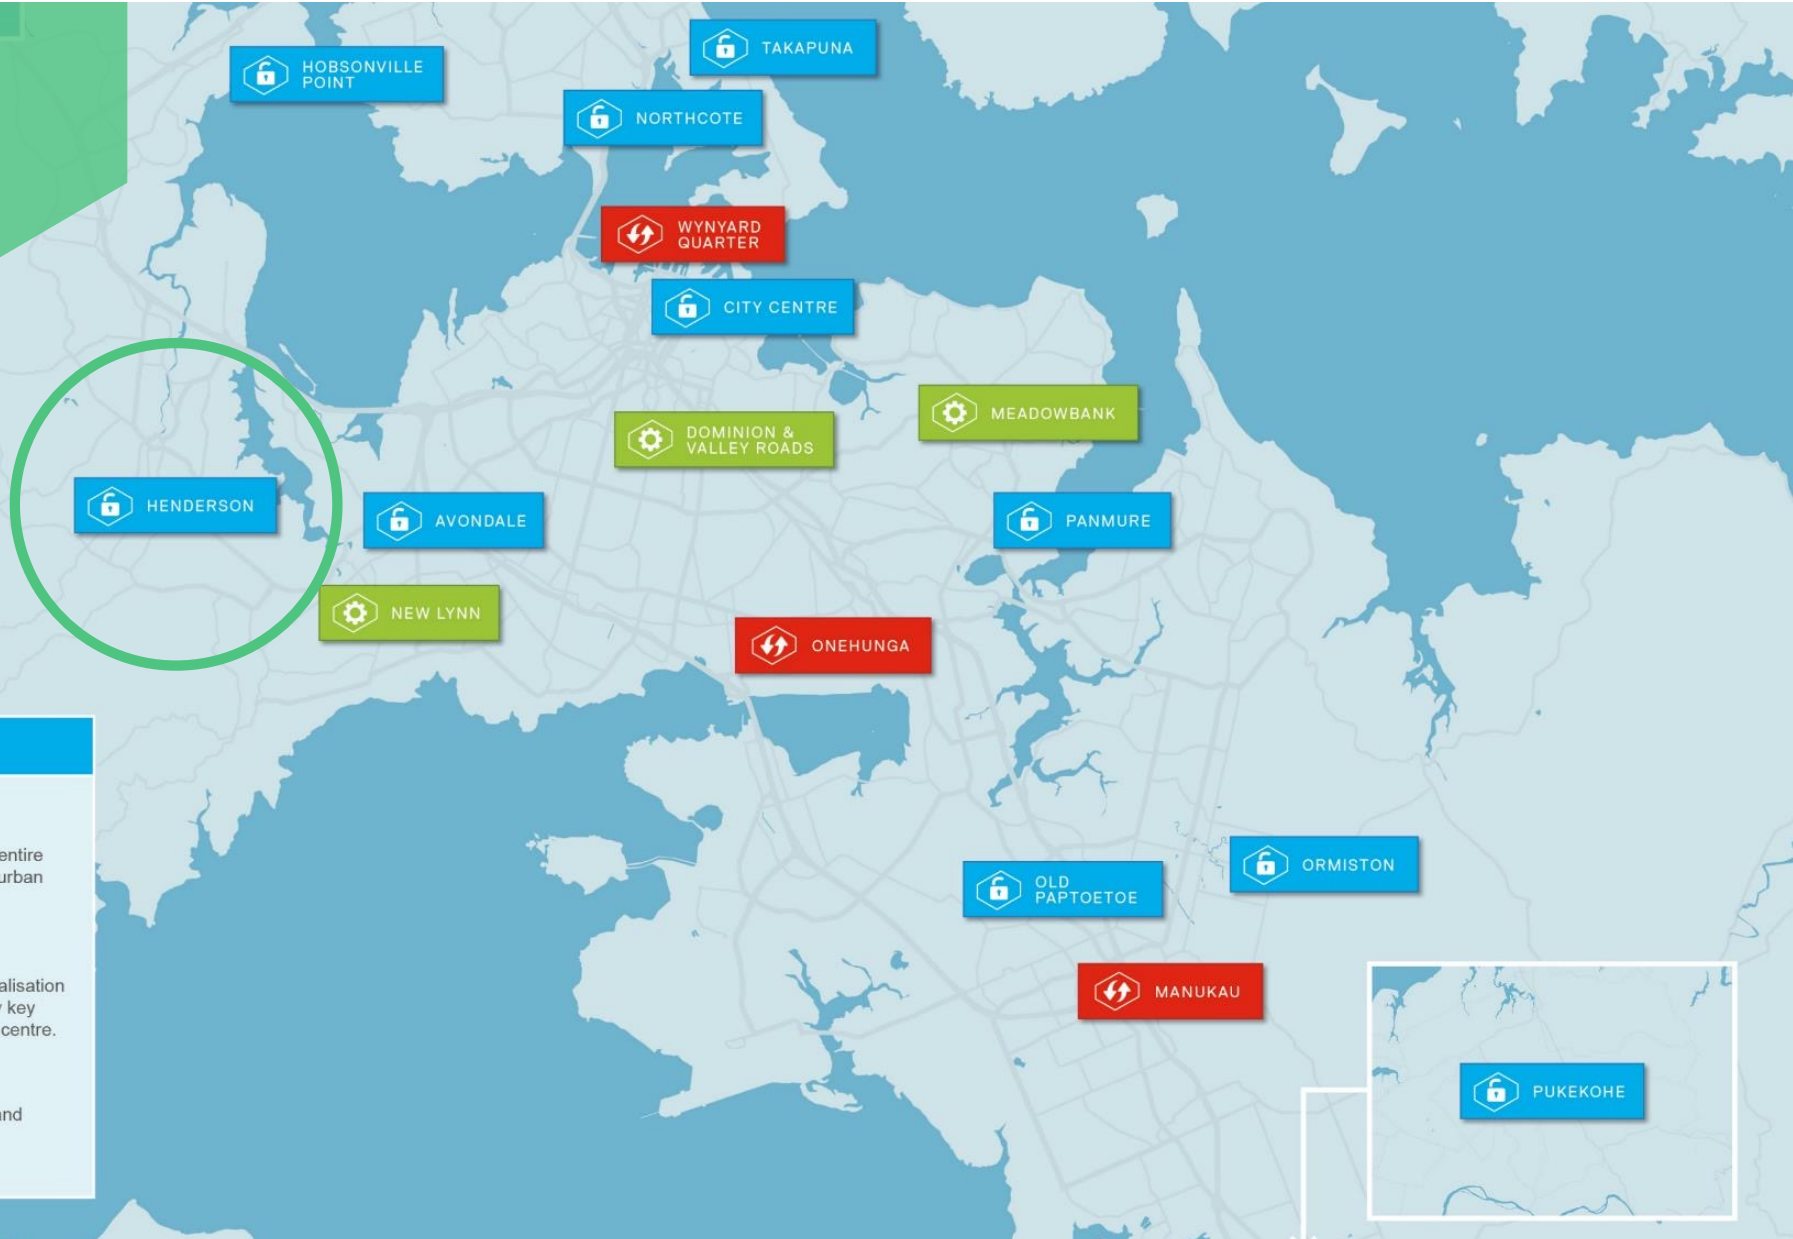 TAKAPUNA
HOBSONVILLE
POINT
NORTHCOTE
WYNYARD
QUARTER
CITY CENTRE
MEADOWBANK
DOMINION &
VALLEY ROADS
HENDERSON
AVONDALE
PANMURE
NEW LYNN
ONEHUNGA
entire
urban
ORMISTON
OLD
PAPTOETOE
alisation
key
centre.
MANUKAU
PUKEKOHE
and